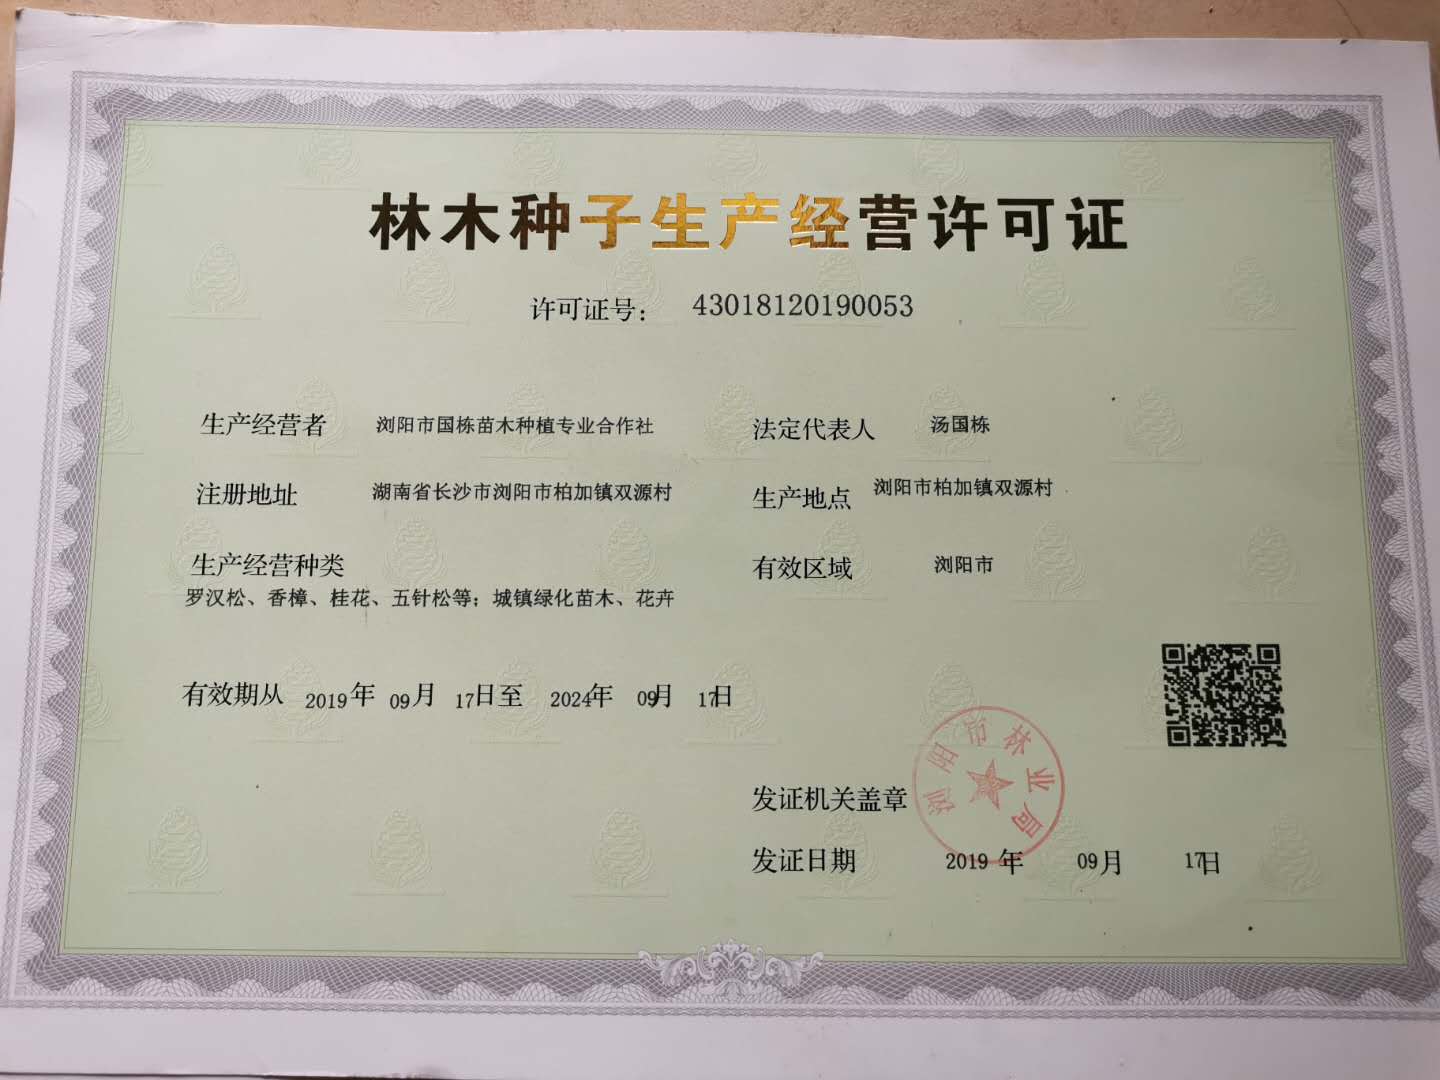 林木种子生产经营许可证
许可证号： 43018120190053
生产经营者 浏阳市国栋苗木种植专业合作社 法定代表人 汤国栋
注册地址 湖南省长沙市浏阳市柏加镇双源村 生产地点 浏阳市柏加镇双源村
生产经营种类 有效区域 浏阳市
罗汉松、香樟、桂花、五针松等；城镇绿化苗木、花卉
有效期从 2019年 09月 17日至 2024年 09月 17日
浏阳市林业局
发证机关盖章
发证日期 2019 年 09月 17日